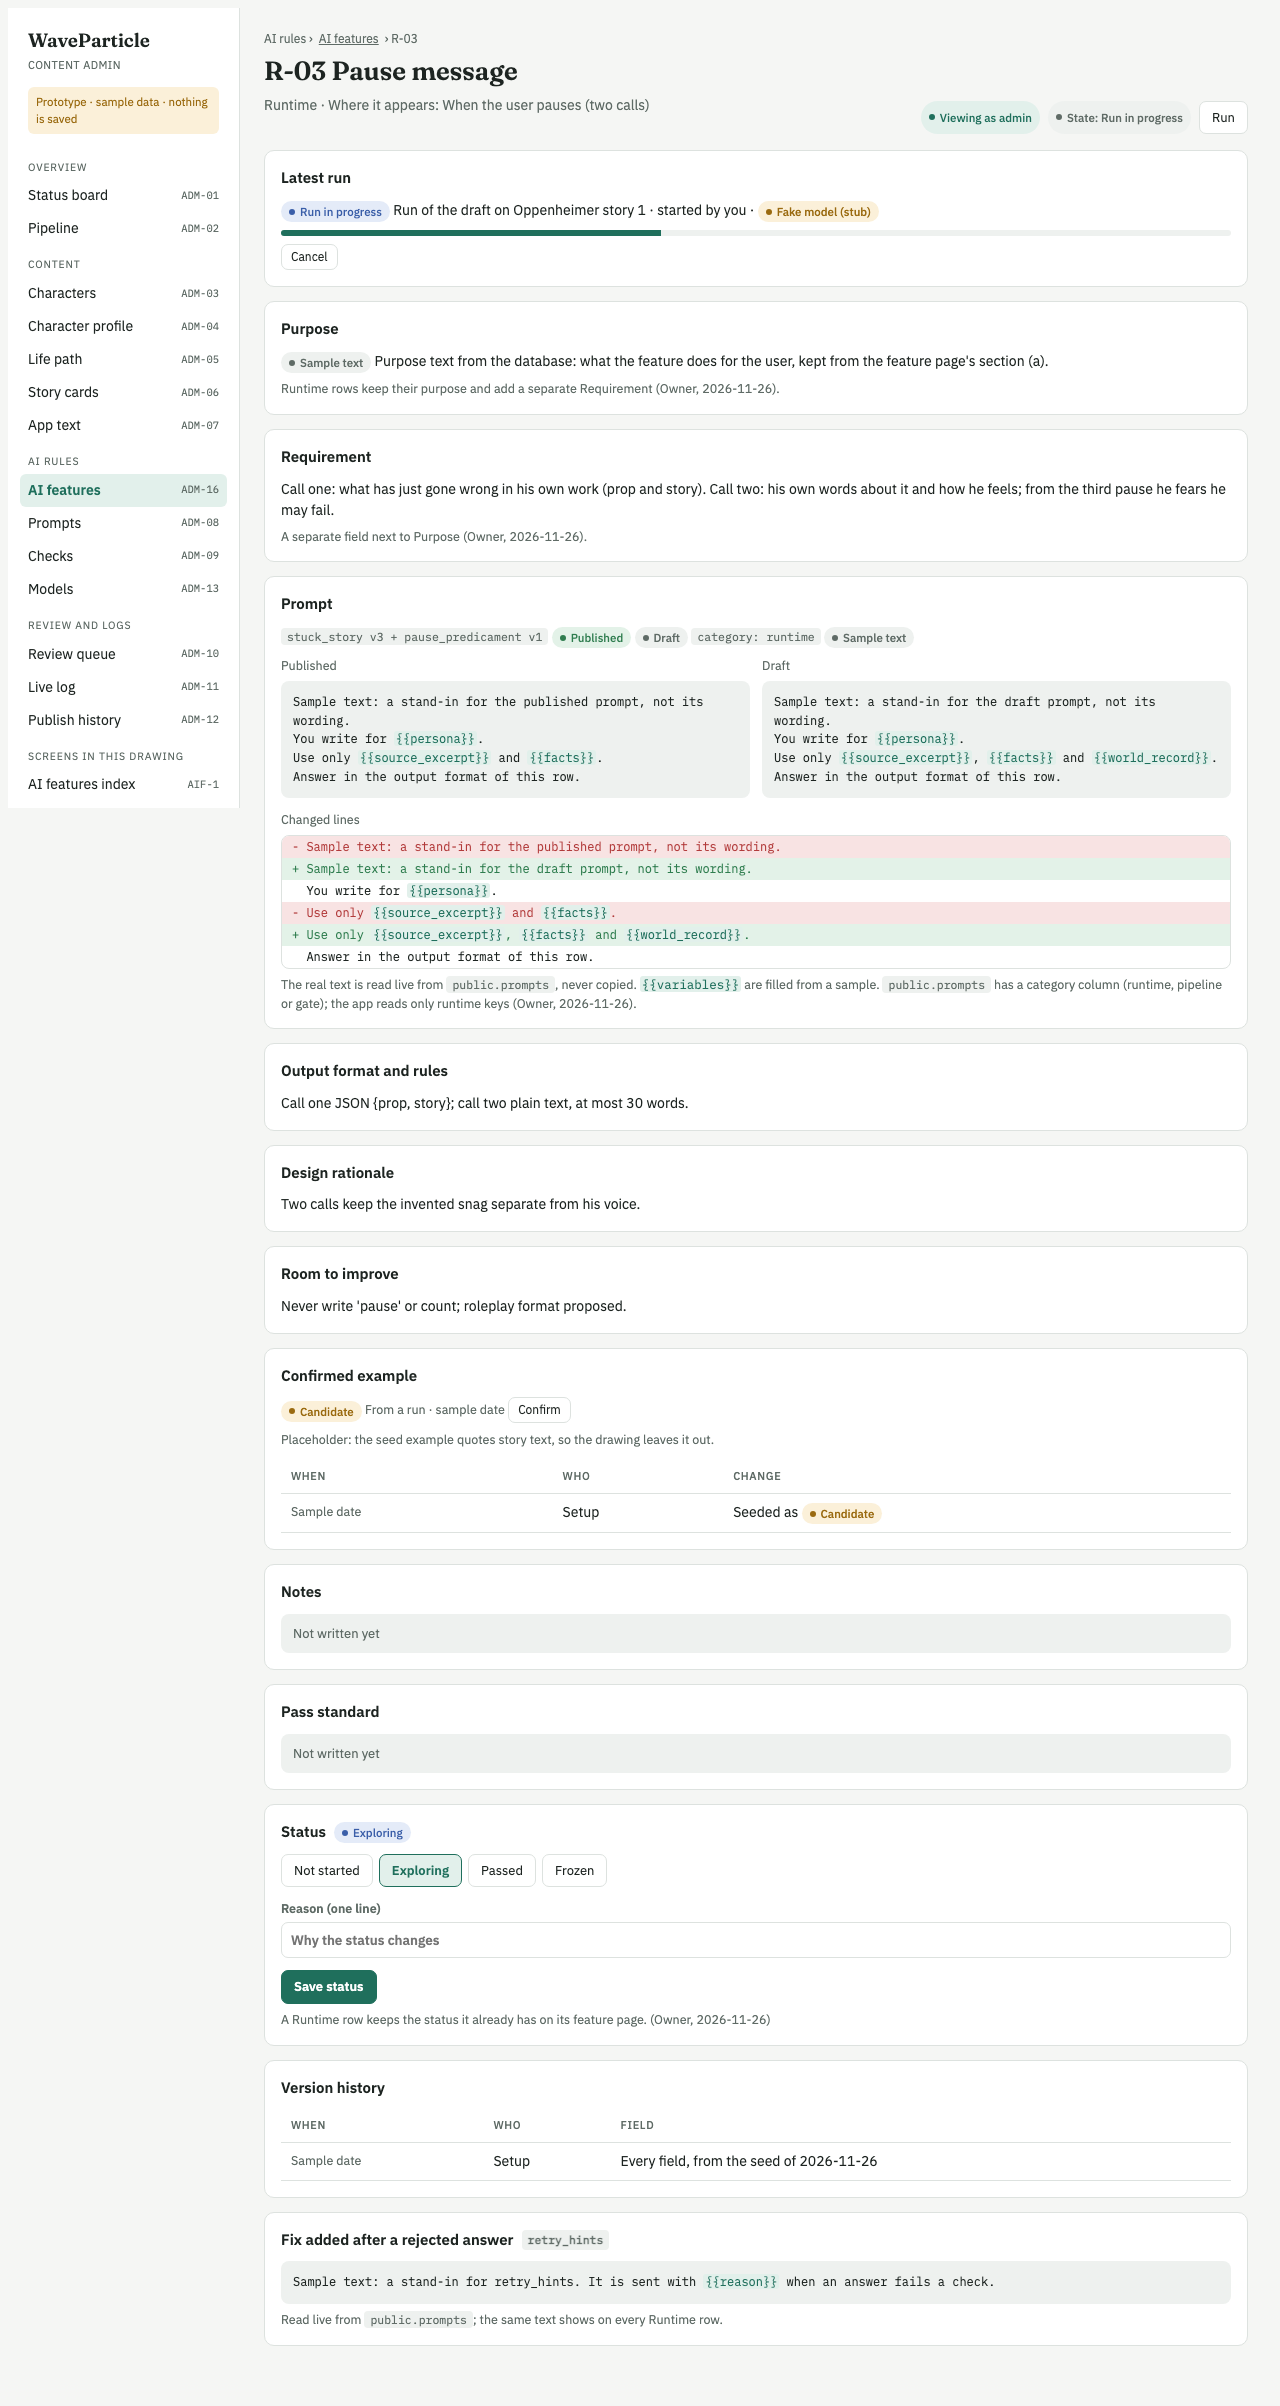 WaveParticle
CONTENT ADMIN
Prototype · sample data · nothing
is saved
OVERVIEW
Status board ADM-01
Pipeline ADM-02
CONTENT
Characters ADM-03
Character profile ADM-04
Life path ADM-05
Story cards ADM-06
App text ADM-07
AI RULES
AI features ADM-16
Prompts ADM-08
Checks ADM-09
Models ADM-13
REVIEW AND LOGS
Review queue ADM-10
Live log ADM-11
Publish history ADM-12
SCREENS IN THIS DRAWING
AI features index AIF-1
AI rules › AI features › R-03
R-03 Pause message
Runtime · Where it appears: When the user pauses (two calls)
Viewing as admin State: Run in progress Run
Latest run
Run in progress Run of the draft on Oppenheimer story 1 · started by you · Fake model (stub)
Cancel
Purpose
Sample text Purpose text from the database: what the feature does for the user, kept from the feature page's section (a).
Runtime rows keep their purpose and add a separate Requirement (Owner, 2026-11-26).
Requirement
Call one: what has just gone wrong in his own work (prop and story). Call two: his own words about it and how he feels; from the third pause he fears he
may fail.
A separate field next to Purpose (Owner, 2026-11-26).
Prompt
stuck_story v3 + pause_predicament v1 Published Draft category: runtime Sample text
Published
Sample text: a stand-in for the published prompt, not its
wording.
You write for {{persona}}.
Use only {{source_excerpt}} and {{facts}}.
Answer in the output format of this row.
Draft
Sample text: a stand-in for the draft prompt, not its
wording.
You write for {{persona}}.
Use only {{source_excerpt}}, {{facts}} and {{world_record}}.
Answer in the output format of this row.
Changed lines
- Sample text: a stand-in for the published prompt, not its wording.
+ Sample text: a stand-in for the draft prompt, not its wording.
You write for {{persona}}.
- Use only {{source_excerpt}} and {{facts}}.
+ Use only {{source_excerpt}}, {{facts}} and {{world_record}}.
Answer in the output format of this row.
The real text is read live from public.prompts, never copied. {{variables}} are filled from a sample. public.prompts has a category column (runtime, pipeline
or gate); the app reads only runtime keys (Owner, 2026-11-26).
Output format and rules
Call one JSON {prop, story}; call two plain text, at most 30 words.
Design rationale
Two calls keep the invented snag separate from his voice.
Room to improve
Never write 'pause' or count; roleplay format proposed.
Confirmed example
Candidate From a run · sample date Confirm
Placeholder: the seed example quotes story text, so the drawing leaves it out.
WHEN WHO CHANGE
Sample date Setup Seeded as Candidate
Notes
Not written yet
Pass standard
Not written yet
Status Exploring
Not started Exploring Passed Frozen
Reason (one line)
Why the status changes
Save status
A Runtime row keeps the status it already has on its feature page. (Owner, 2026-11-26)
Version history
WHEN WHO FIELD
Sample date Setup Every field, from the seed of 2026-11-26
Fix added after a rejected answer retry_hints
Sample text: a stand-in for retry_hints. It is sent with {{reason}} when an answer fails a check.
Read live from public.prompts; the same text shows on every Runtime row.